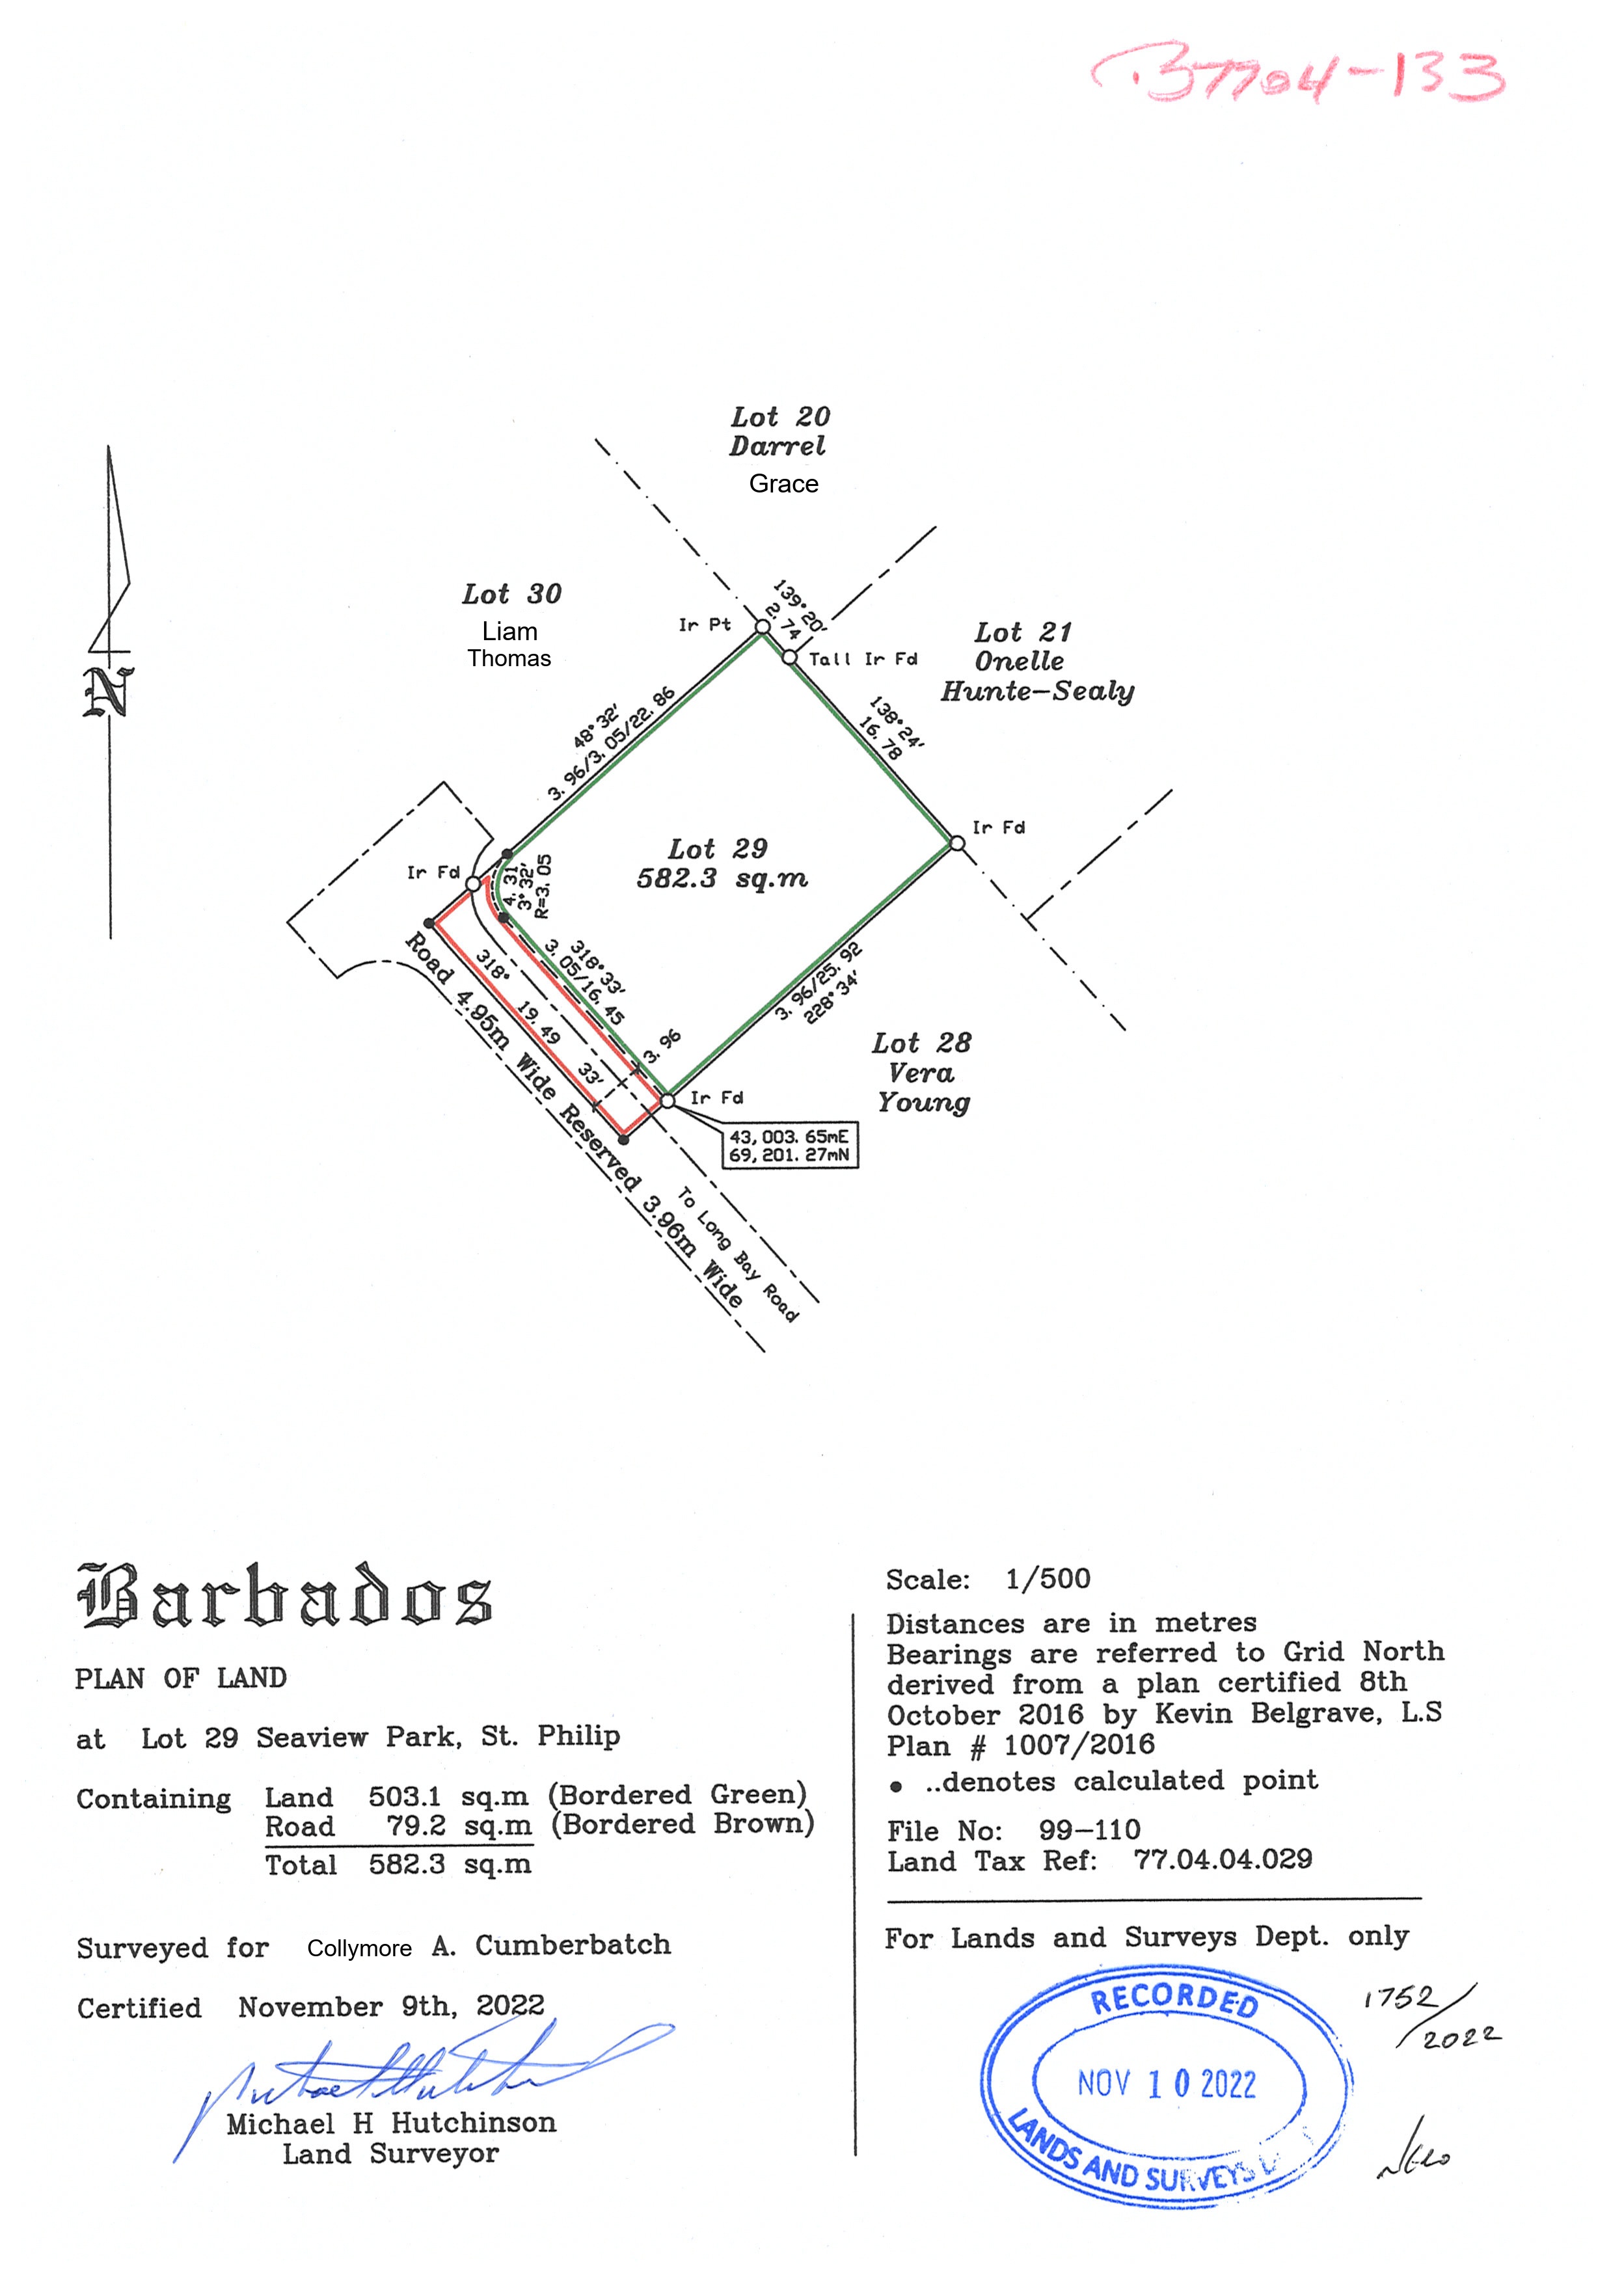 B7704-133
Lot 20
Darrel
Grace
Lot 30
Liam
Thomas
Ir Pt
139° 20'
2. 74
Tall Ir Fd
Lot 21
Onelle
Hunte-Sealy
48° 32'
3. 96/3. 05/22. 86
138° 24'
16. 78
N
Ir Fd
Lot 29
582.3 sq.m
Ir Fd
4. 31
3° 32'
R=3. 05
318° 33'
3. 05/16. 45
3. 96
318°
19. 49
33'
3. 96/25. 92
228° 34'
Lot 28
Vera
Young
Ir Fd
43, 003. 65mE
69, 201. 27mN
Road 4.95m Wide Reserved 3.96m Wide
To Long Bay Road
Barbados
PLAN OF LAND
at Lot 29 Seaview Park, St. Philip
Containing Land 503.1 sq.m (Bordered Green)
Road 79.2 sq.m (Bordered Brown)
Total 582.3 sq.m
Surveyed for Collymore A. Cumberbatch
Certified November 9th, 2022
Michael H Hutchinson
Land Surveyor
Scale: 1/500
Distances are in metres
Bearings are referred to Grid North
derived from a plan certified 8th
October 2016 by Kevin Belgrave, L.S
Plan # 1007/2016
• ..denotes calculated point
File No: 99-110
Land Tax Ref: 77.04.04.029
For Lands and Surveys Dept. only
RECORDED
NOV 10 2022
LANDS AND SURVEYS
1752/
/2022